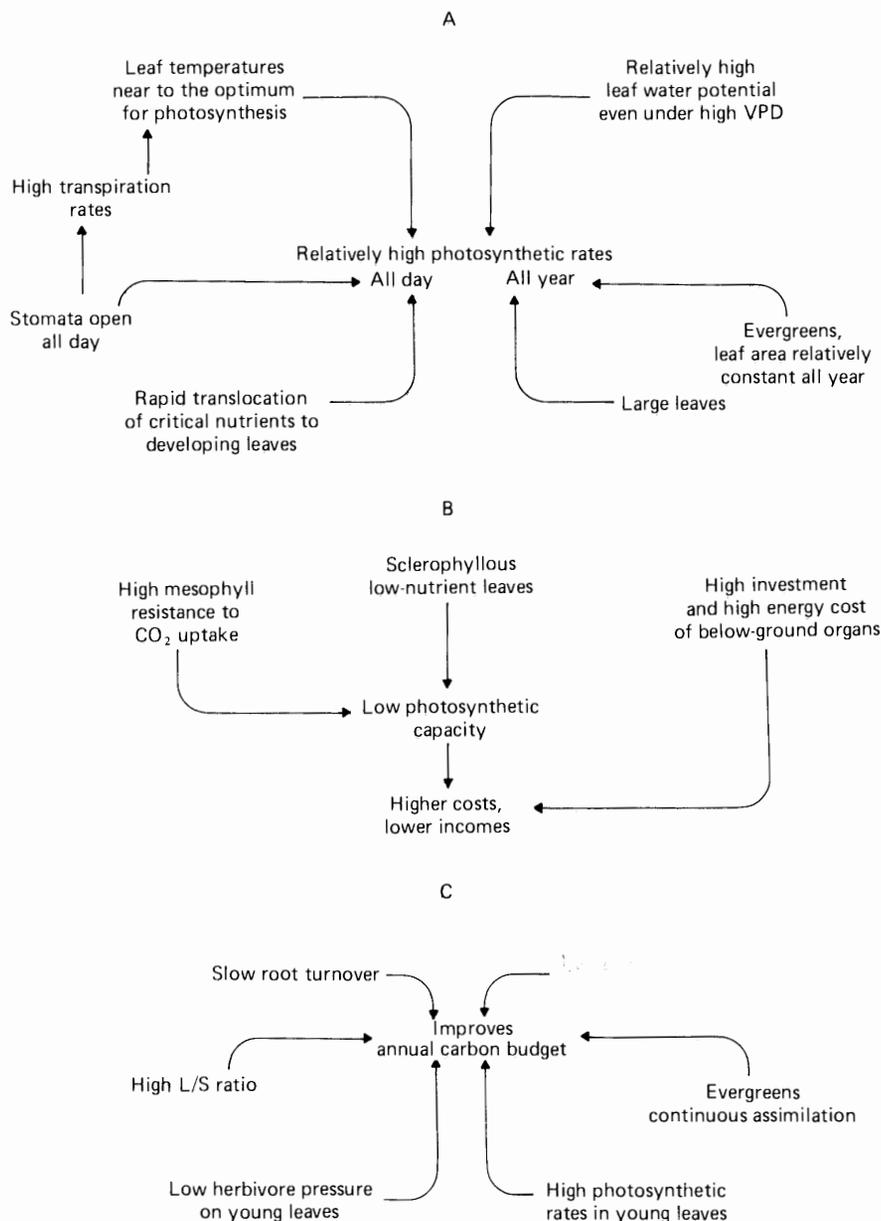 A
Leaf temperatures
near to the optimum
for photosynthesis
Relatively high
leaf water potential
even under high VPD
High transpiration
rates
Relatively high photosynthetic rates
All day
All year
Stomata open
all day
Evergreens,
leaf area relatively
constant all year
Rapid translocation
of critical nutrients to
developing leaves
Large leaves
B
High mesophyll
resistance to
CO₂ uptake
Sclerophyllous
low-nutrient leaves
High investment
and high energy cost
of below-ground organs
Low photosynthetic
capacity
Higher costs,
lower incomes
C
Slow root turnover
Improves
annual carbon budget
High L/S ratio
Evergreens
continuous assimilation
Low herbivore pressure
on young leaves
High photosynthetic
rates in young leaves